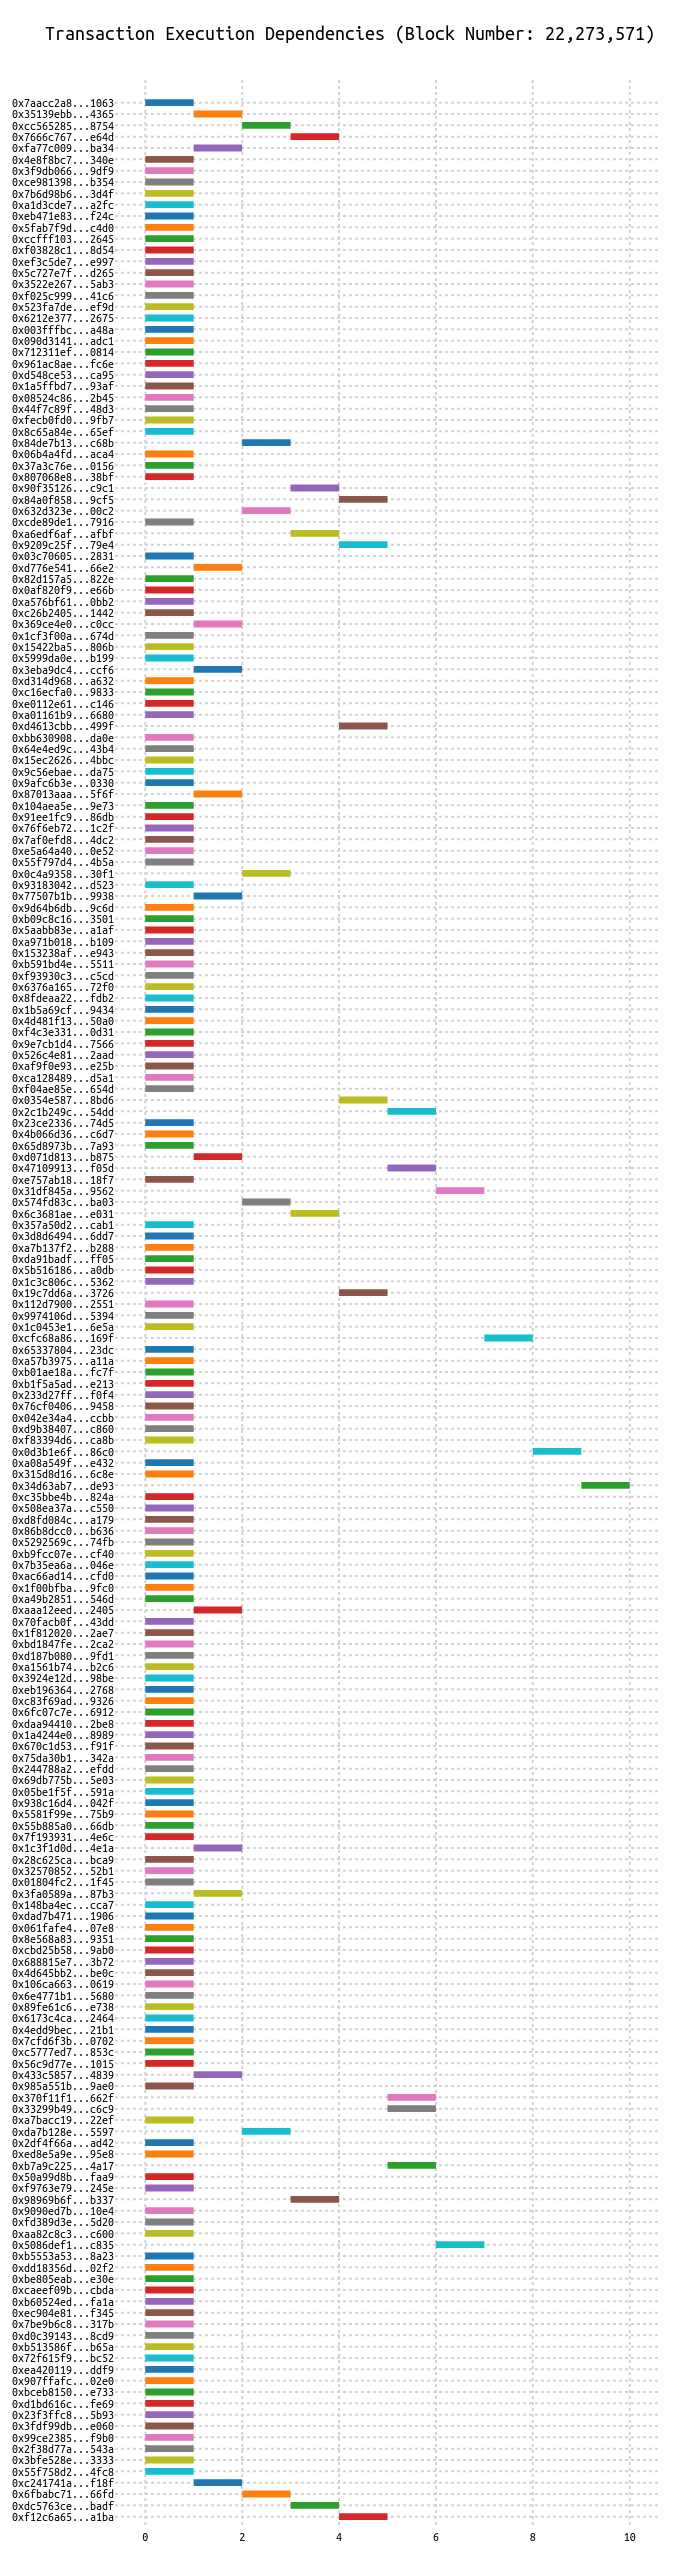 Transaction Execution Dependencies (Block Number: 22,273,571)
0x7aacc2a8...1063
0x35139ebb...4365
0xcc565285...8754
0x7666c767...e64d
0xfa77c009...ba34
0x4e8f8bc7...340e
0x3f9db066...9df9
0xce981398...b354
0x7b6d98b6...3d4f
0xa1d3cde7...a2fc
0xeb471e83...f24c
0x5fab7f9d...c4d0
0xccfff103...2645
0xf03828c1...8d54
0xef3c5de7...e997
0x5c727e7f...d265
0x3522e267...5ab3
0xf025c999...41c6
0x523fa7de...ef9d
0x6212e377...2675
0x003fffbc...a48a
0x090d3141...adc1
0x712311ef...0814
0x961ac8ae...fc6e
0xd548ce53...ca95
0x1a5ffbd7...93af
0x08524c86...2b45
0x44f7c89f...48d3
0xfecb0fd0...9fb7
0x8c65a84e...65ef
0x84de7b13...c68b
0x06b4a4fd...aca4
0x37a3c76e...0156
0x807068e8...38bf
0x90f35126...c9c1
0x84a0f858...9cf5
0x632d323e...00c2
0xcde89de1...7916
0xa6edf6af...afbf
0x9209c25f...79e4
0x03c70605...2831
0xd776e541...66e2
0x82d157a5...822e
0x0af820f9...e66b
0xa576bf61...0bb2
0xc26b2405...1442
0x369ce4e0...c0cc
0x1cf3f00a...674d
0x15422ba5...806b
0x5999da0e...b199
0x3eba9dc4...ccf6
0xd314d968...a632
0xc16ecfa0...9833
0xe0112e61...c146
0xa01161b9...6680
0xd4613cbb...499f
0xbb630908...da0e
0x64e4ed9c...43b4
0x15ec2626...4bbc
0x9c56ebae...da75
0x9afc6b3e...0330
0x87013aaa...5f6f
0x104aea5e...9e73
0x91ee1fc9...86db
0x76f6eb72...1c2f
0x7af0efd8...4dc2
0xe5a64a40...0e52
0x55f797d4...4b5a
0x0c4a9358...30f1
0x93183042...d523
0x77507b1b...9938
0x9d64b6db...9c6d
0xb09c8c16...3501
0x5aabb83e...a1af
0xa971b018...b109
0x153238af...e943
0xb591bd4e...5511
0xf93930c3...c5cd
0x6376a165...72f0
0x8fdeaa22...fdb2
0x1b5a69cf...9434
0x4d481f13...50a0
0xf4c3e331...0d31
0x9e7cb1d4...7566
0x526c4e81...2aad
0xaf9f0e93...e25b
0xca128489...d5a1
0xf04ae85e...654d
0x0354e587...8bd6
0x2c1b249c...54dd
0x23ce2336...74d5
0x4b066d36...c6d7
0x65d8973b...7a93
0xd071d813...b875
0x47109913...f05d
0xe757ab18...18f7
0x31df845a...9562
0x574fd83c...ba03
0x6c3681ae...e031
0x357a50d2...cab1
0x3d8d6494...6dd7
0xa7b137f2...b288
0xda91badf...ff05
0x5b516186...a0db
0x1c3c806c...5362
0x19c7dd6a...3726
0x112d7900...2551
0x9974106d...5394
0x1c0453e1...6e5a
0xcfc68a86...169f
0x65337804...23dc
0xa57b3975...a11a
0xb01ae18a...fc7f
0xb1f5a5ad...e213
0x233d27ff...f0f4
0x76cf0406...9458
0x042e34a4...ccbb
0xd9b38407...c860
0xf83394d6...ca8b
0x0d3b1e6f...86c0
0xa08a549f...e432
0x315d8d16...6c8e
0x34d63ab7...de93
0xc35bbe4b...824a
0x508ea37a...c550
0xd8fd084c...a179
0x86b8dcc0...b636
0x5292569c...74fb
0xb9fcc07e...cf40
0x7b35ea6a...046e
0xac66ad14...cfd0
0x1f00bfba...9fc0
0xa49b2851...546d
0xaaa12eed...2405
0x70facb0f...43dd
0x1f812020...2ae7
0xbd1847fe...2ca2
0xd187b080...9fd1
0xa1561b74...b2c6
0x3924e12d...98be
0xeb196364...2768
0xc83f69ad...9326
0x6fc07c7e...6912
0xdaa94410...2be8
0x1a4244e0...8989
0x670c1d53...f91f
0x75da30b1...342a
0x244788a2...efdd
0x69db775b...5e03
0x05be1f5f...591a
0x938c16d4...042f
0x5581f99e...75b9
0x55b885a0...66db
0x7f193931...4e6c
0x1c3f1d0d...4e1a
0x28c625ca...bca9
0x32570852...52b1
0x01804fc2...1f45
0x3fa0589a...87b3
0x148ba4ec...cca7
0xdad7b471...1906
0x061fafe4...07e8
0x8e568a83...9351
0xcbd25b58...9ab0
0x688815e7...3b72
0x4d645bb2...be0c
0x106ca663...0619
0x6e4771b1...5680
0x89fe61c6...e738
0x6173c4ca...2464
0x4edd9bec...21b1
0x7cfd6f3b...0702
0xc5777ed7...853c
0x56c9d77e...1015
0x433c5857...4839
0x985a551b...9ae0
0x370f11f1...662f
0x33299b49...c6c9
0xa7bacc19...22ef
0xda7b128e...5597
0x2df4f66a...ad42
0xed8e5a9e...95e8
0xb7a9c225...4a17
0x50a99d8b...faa9
0xf9763e79...245e
0x98969b6f...b337
0x9090ed7b...10e4
0xfd389d3e...5d20
0xaa82c8c3...c600
0x5086def1...c835
0xb5553a53...8a23
0xdd18356d...02f2
0xbe805eab...e30e
0xcaeef09b...cbda
0xb60524ed...fa1a
0xec904e81...f345
0x7be9b6c8...317b
0xd0c39143...8cd9
0xb513586f...b65a
0x72f615f9...bc52
0xea420119...ddf9
0x907ffafc...02e0
0xbceb8150...e733
0xd1bd616c...fe69
0x23f3ffc8...5b93
0x3fdf99db...e060
0x99ce2385...f9b0
0x2f38d77a...543a
0x3bfe528e...3333
0x55f758d2...4fc8
0xc241741a...f18f
0x6fbabc71...66fd
0xdc5763ce...badf
0xf12c6a65...a1ba
0 2 4 6 8 10